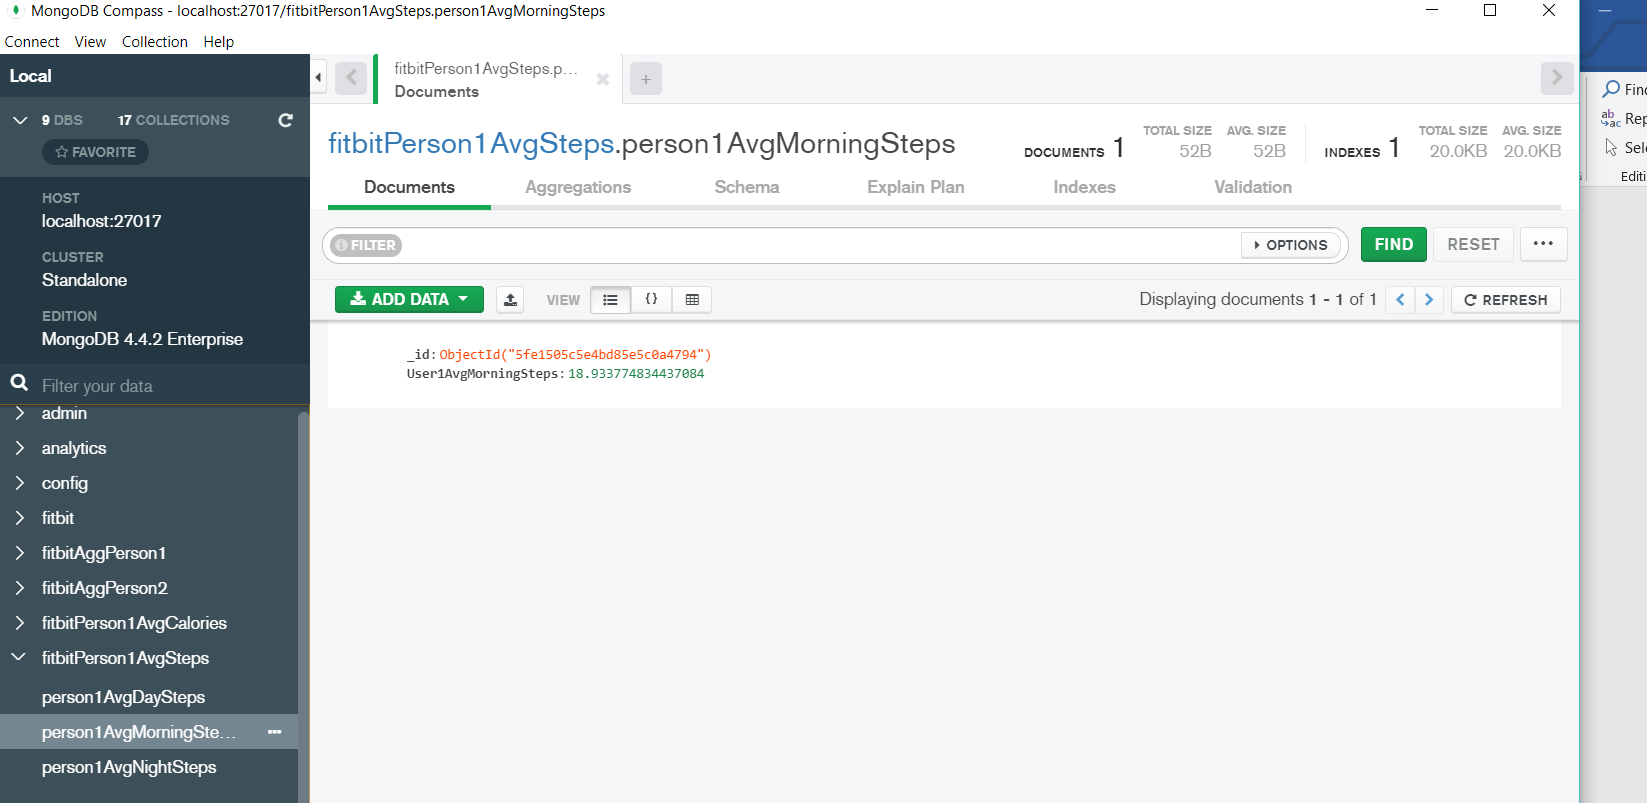 MongoDB Compass - localhost:27017/fitbitPerson1AvgSteps.person1AvgMorningSteps
Connect View Collection Help
Local
9 DBS 17 COLLECTIONS
FAVORITE
HOST
localhost:27017
CLUSTER
Standalone
EDITION
MongoDB 4.4.2 Enterprise
Filter your data
admin
analytics
config
fitbit
fitbitAggPerson1
fitbitAggPerson2
fitbitPerson1AvgCalories
fitbitPerson1AvgSteps
person1AvgDaySteps
person1AvgMorningSte...
person1AvgNightSteps
fitbitPerson1AvgSteps.p...
Documents
fitbitPerson1AvgSteps.person1AvgMorningSteps
DOCUMENTS 1 TOTAL SIZE 52B AVG. SIZE 52B INDEXES 1 TOTAL SIZE 20.0KB AVG. SIZE 20.0KB
Documents Aggregations Schema Explain Plan Indexes Validation
FILTER OPTIONS FIND RESET
ADD DATA VIEW {} Displaying documents 1 - 1 of 1 REFRESH
_id: ObjectId("5fe1505c5e4bd85e5c0a4794")
User1AvgMorningSteps: 18.933774834437084
Find
Rep
Sele
Editi